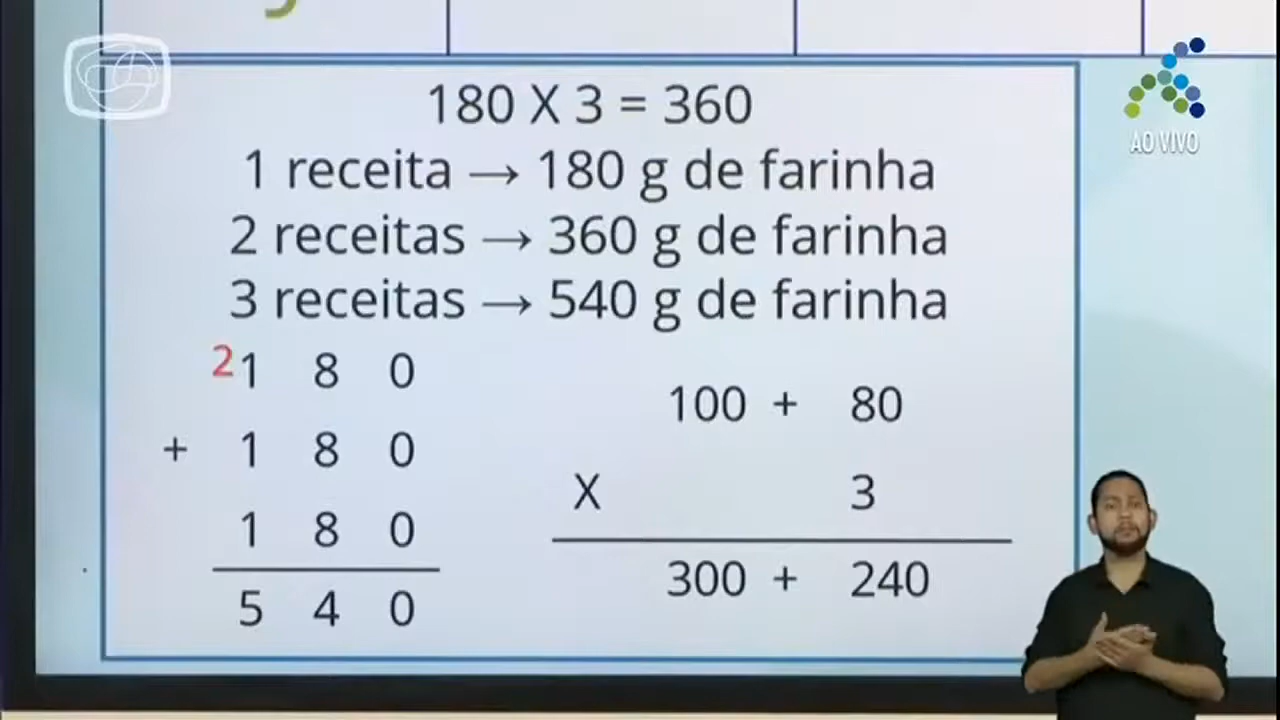 180 X 3 = 360
1 receita → 180 g de farinha
2 receitas → 360 g de farinha
3 receitas → 540 g de farinha
2 1 8 0
+ 1 8 0
1 8 0
5 4 0
100 + 80
X 3
300 + 240
AO VIVO